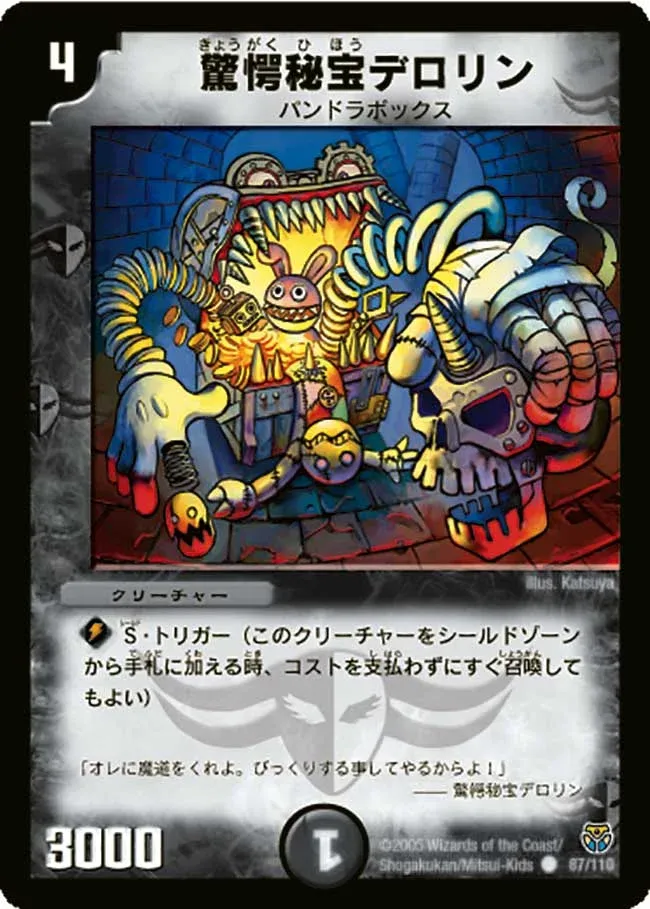 4
きょうがく ひ ほう
驚愕秘宝デロリン
パンドラボックス
illus. Katsuya
クリーチャー
S・トリガー（このクリーチャーをシールドゾーン
から手札に加える時、コストを支払わずにすぐ召喚して
もよい）
「オレに魔道をくれよ。びっくりする事してやるからよ！」
―― 驚愕秘宝デロリン
3000
1
©2005 Wizards of the Coast/
Shogakukan/Mitsui-Kids
87/110